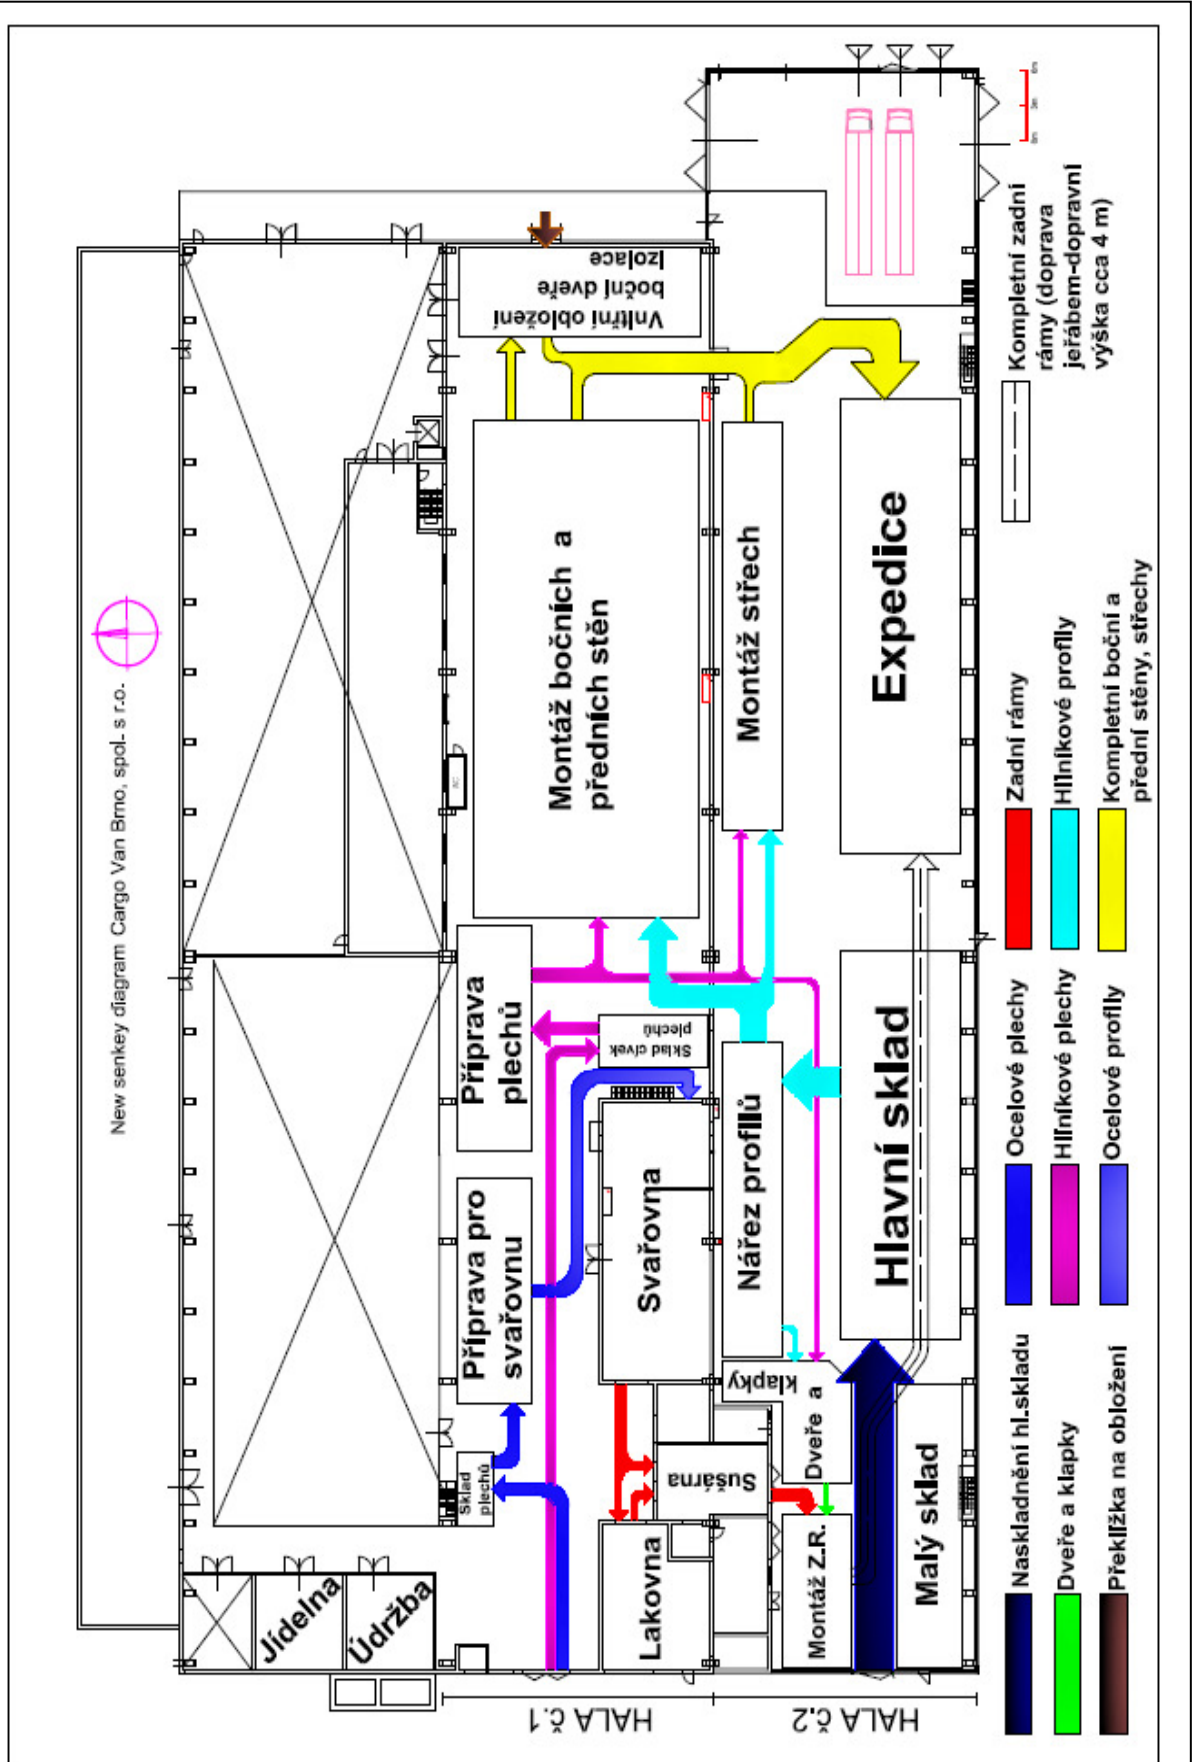 New senkey diagram Cargo Van Brno, spol- s r.o.
Jídelna
Údržba
Sklad
plechů
Příprava pro
svařovnu
Příprava
plechů
Sklad cívek
plechů
Montáž bočních a
předních stěn
Vnitřní obložení
boční dveře
Izolace
AC
Lakovna
Sušárna
Svařovna
HALA č.1
Montáž Z.R.
Dveře a
klapky
Nářez profilů
Montáž střech
Malý sklad
Hlavní sklad
Expedice
HALA č.2
Naskladnění hl.skladu
Dveře a klapky
Překližka na obložení
Ocelové plechy
Hliníkové plechy
Ocelové profily
Zadní rámy
Hliníkové profily
Kompletní boční a
přední stěny, střechy
Kompletní zadní
rámy (doprava
jeřábem-dopravní
výška cca 4 m)